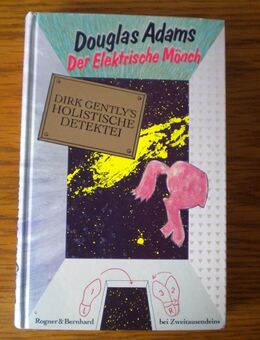 Douglas Adams
Der Elektrische Mönch
DIRK GENTLY'S
HOLISTISCHE
DETEKTEI
Rogner & Bernhard bei Zweitausendeins